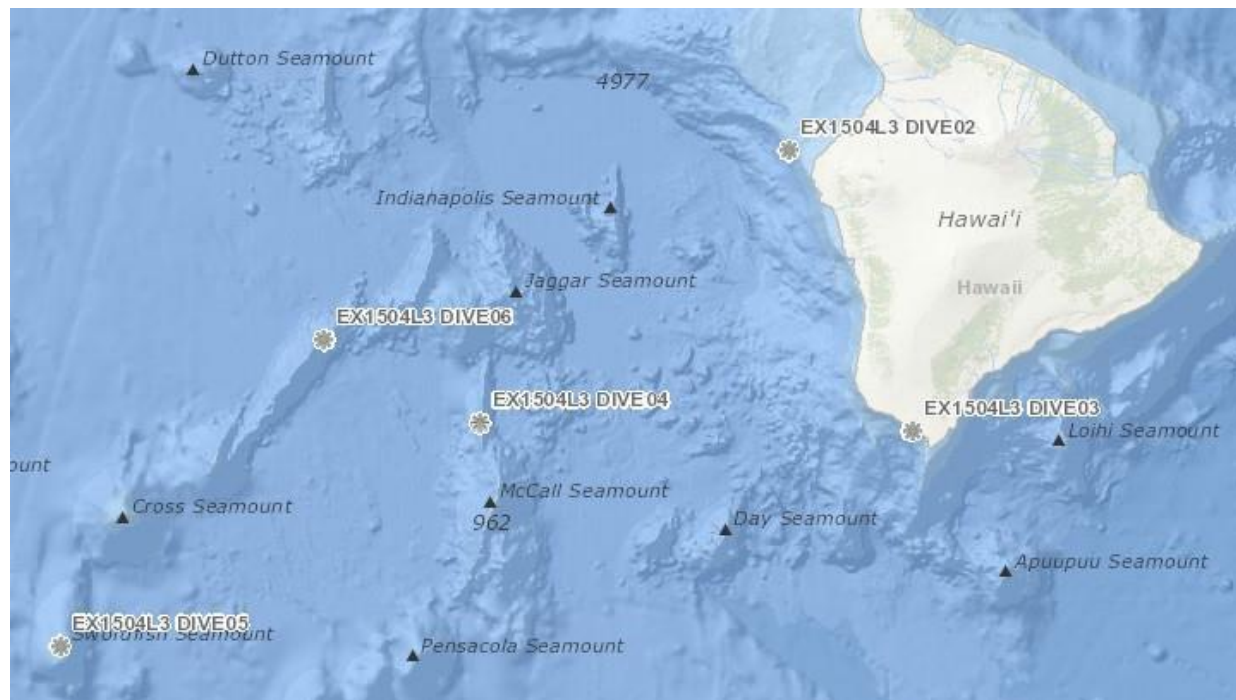 Dutton Seamount
4977
EX1504L3 DIVE02
Indianapolis Seamount
Hawai'i
Jaggar Seamount
Hawaii
EX1504L3 DIVE06
EX1504L3 DIVE04
EX1504L3 DIVE03
Loihi Seamount
ount
McCall Seamount
Cross Seamount
962
Day Seamount
Apuupuu Seamount
EX1504L3 DIVE05
Swordfish Seamount
Pensacola Seamount